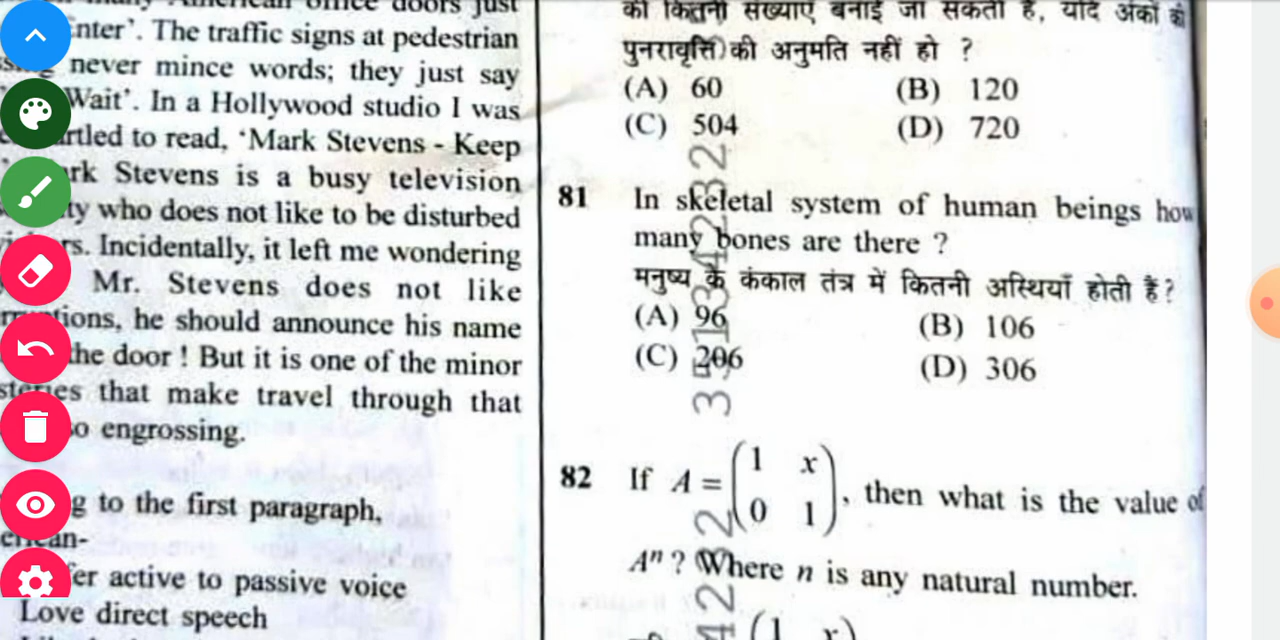 Enter'. The traffic signs at pedestrian
never mince words; they just say
Wait'. In a Hollywood studio I was
to read, 'Mark Stevens - Keep
Stevens is a busy television
who does not like to be disturbed
Incidentally, it left me wondering
Mr. Stevens does not like
he should announce his name
the door ! But it is one of the minor
that make travel through that
so engrossing.
to the first paragraph,
active to passive voice
Love direct speech
की कितनी संख्याएँ बनाई जा सकती है, यदि अंकों की
पुनरावृत्ति की अनुमति नहीं हो ?
(A) 60 (B) 120
(C) 504 (D) 720
81 In skeletal system of human beings how
many bones are there ?
मनुष्य के कंकाल तंत्र में कितनी अस्थियाँ होती है ?
(A) 96 (B) 106
(C) 206 (D) 306
82 If A = (1 x
0 1), then what is the value of
Aⁿ ? Where n is any natural number.
(1 x)